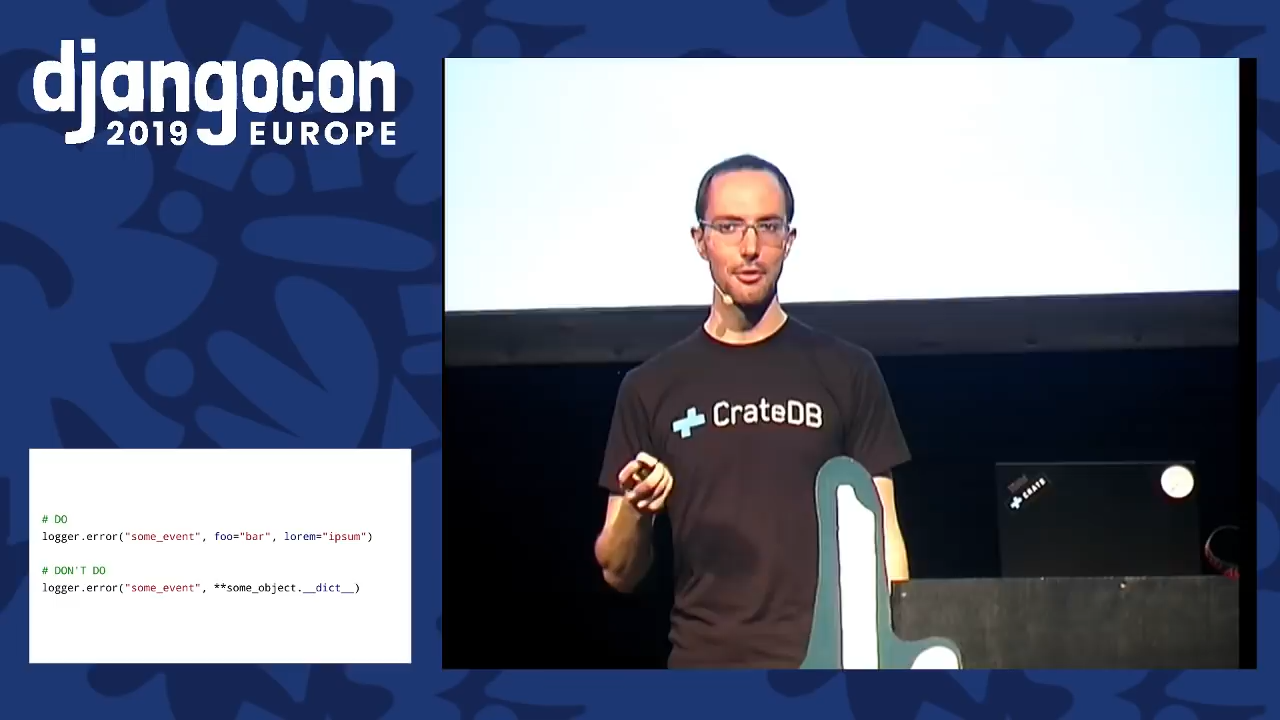 djangocon
2019 EUROPE
# DO
logger.error("some_event", foo="bar", lorem="ipsum")
# DON'T DO
logger.error("some_event", **some_object.__dict__)
CrateDB
CRATE